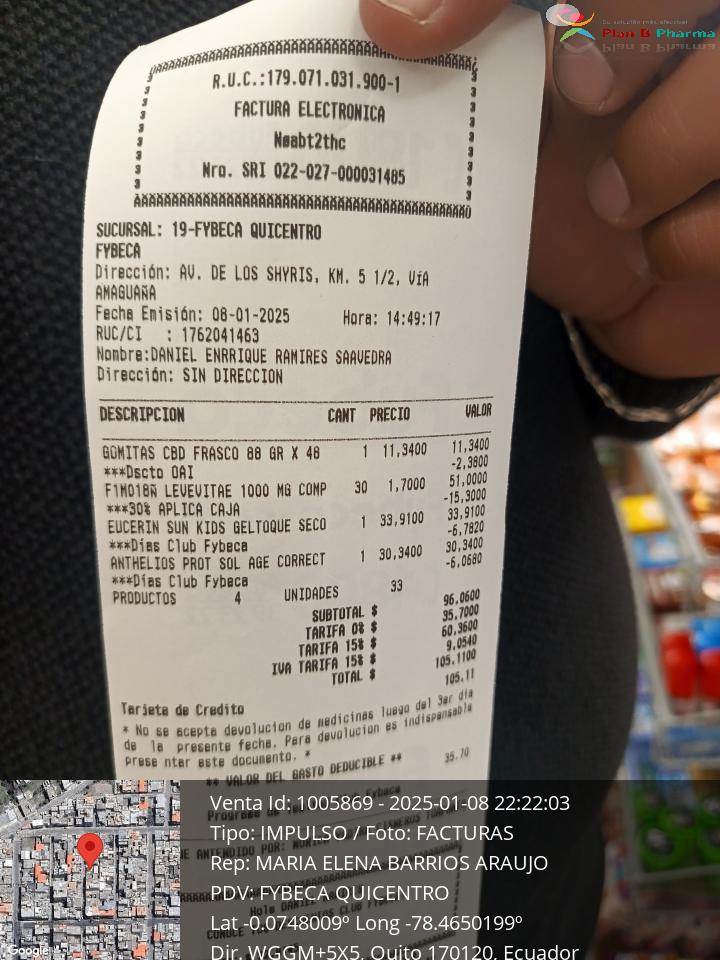 Su solución más efectiva
Plan B Pharma
R.U.C.:179.071.031.900-1
FACTURA ELECTRONICA
Nøabt2thc
Nro. SRI 022-027-000031485
SUCURSAL: 19-FYBECA QUICENTRO
FYBECA
Dirección: AV. DE LOS SHYRIS, KM. 5 1/2, VíA
AMAGUAÑA
Fecha Emisión: 08-01-2025 Hora: 14:49:17
RUC/CI : 1762041463
Nombre:DANIEL ENRRIQUE RAMIRES SAAVEDRA
Dirección: SIN DIRECCION
DESCRIPCION CANT PRECIO VALOR
GOMITAS CBD FRASCO 88 GR X 48 1 11,3400 11,3400
***Dscto OAI -2,3800
F1M018Ñ LEVEVITAE 1000 MG COMP 30 1,7000 51,0000
***30% APLICA CAJA -15,3000
EUCERIN SUN KIDS GELTOQUE SECO 1 33,9100 33,9100
***Días Club Fybeca -6,7820
ANTHELIOS PROT SOL AGE CORRECT 1 30,3400 30,3400
***Días Club Fybeca -6,0680
PRODUCTOS 4 UNIDADES 33
SUBTOTAL $ 96,0600
TARIFA 0% $ 35,7000
TARIFA 15% $ 60,3600
IVA TARIFA 15% $ 9,0540
TOTAL $ 105,1100
105,11
Tarjeta de Credito
* No se acepta devolucion de medicinas luego del 3er dia
de la presente fecha. Para devolucion es indispensable
prese ntar este documento. *
** VALOR DEL GASTO DEDUCIBLE ** 35.70
E ANTENDIDO POR:
Hola DANIEL
Venta Id: 1005869 - 2025-01-08 22:22:03
Tipo: IMPULSO / Foto: FACTURAS
Rep: MARIA ELENA BARRIOS ARAUJO
PDV: FYBECA QUICENTRO
Lat -0.0748009º Long -78.4650199º
Dir. WGGM+5X5, Quito 170120, Ecuador
Google